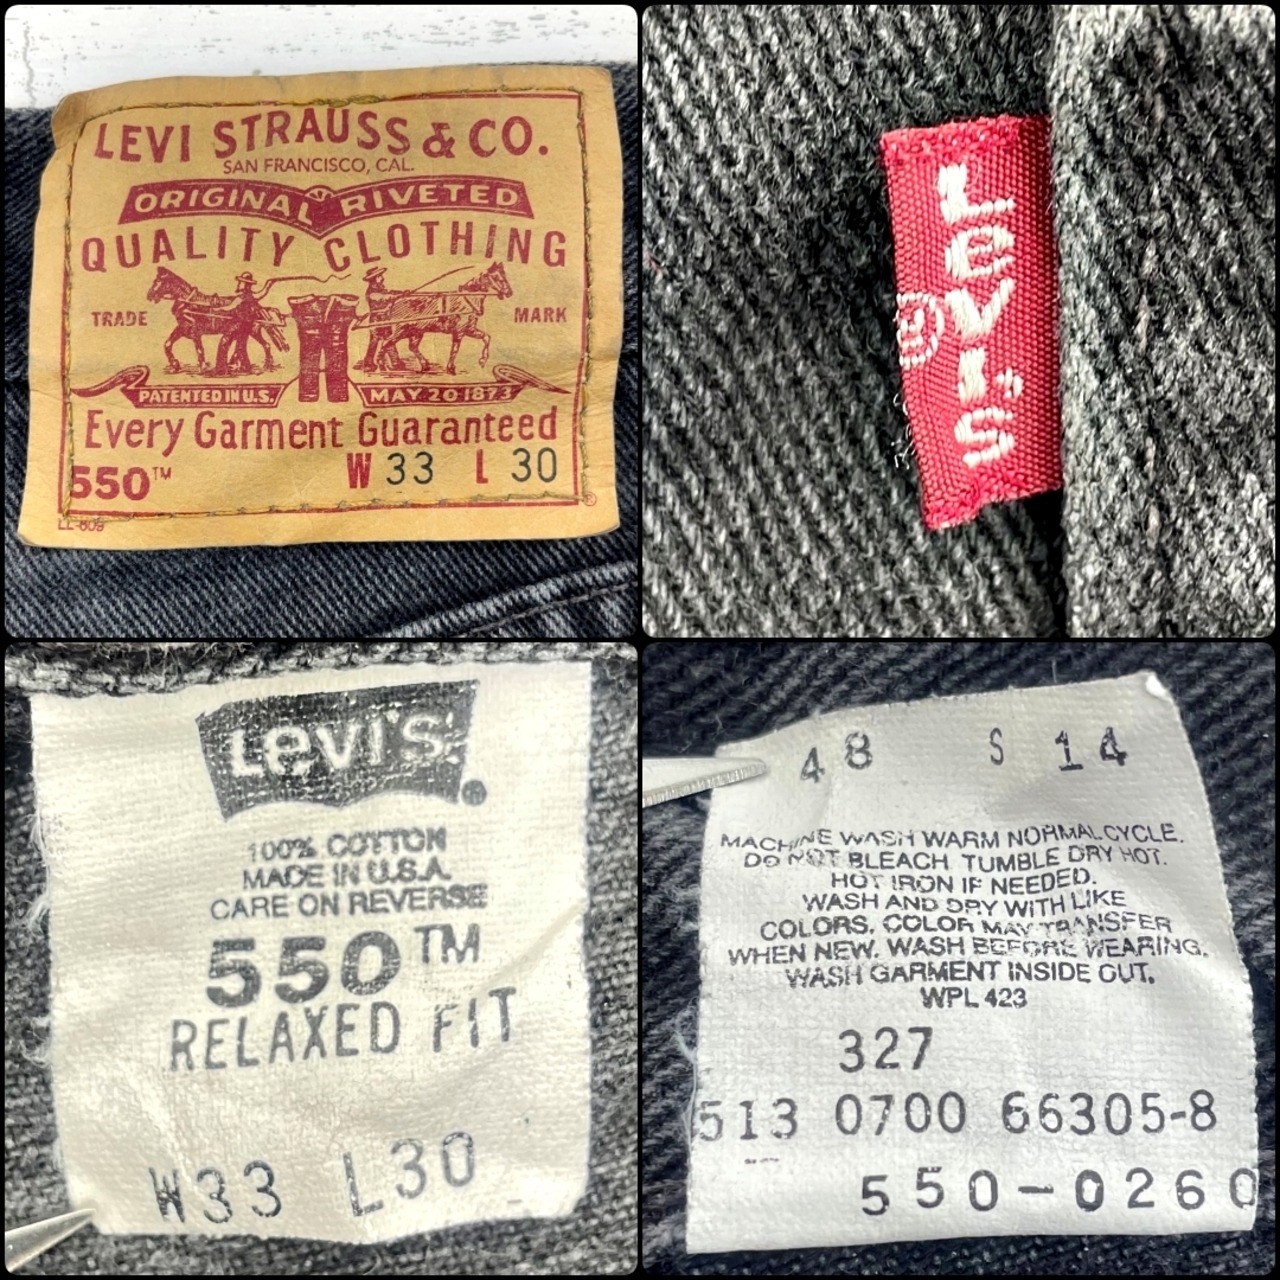 LEVI STRAUSS & CO.
SAN FRANCISCO, CAL.
ORIGINAL RIVETED
QUALITY CLOTHING
TRADE MARK
PATENTED IN U.S. MAY 20 1873
Every Garment Guaranteed
550™ W 33 L 30
LL-609
®
LEVI'S
®
LEVI'S®
100% COTTON
MADE IN U.S.A.
CARE ON REVERSE
550™
RELAXED FIT
W33 L30
48 S 14
MACHINE WASH WARM NORMAL CYCLE.
DO NOT BLEACH. TUMBLE DRY HOT.
HOT IRON IF NEEDED.
WASH AND DRY WITH LIKE
COLORS. COLOR MAY TRANSFER
WHEN NEW. WASH BEFORE WEARING.
WASH GARMENT INSIDE OUT.
WPL 423
327
513 0700 66305-8
550-0260